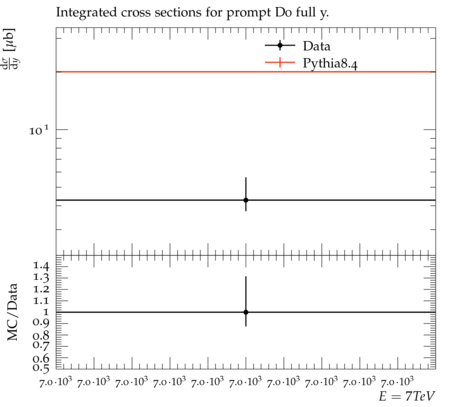 Integrated cross sections for prompt Do full y.
dσ/dy [μb]
Data
Pythia8.4
10¹
MC/Data
1.4
1.3
1.2
1.1
1
0.9
0.8
0.7
0.6
0.5
7.0·10³ 7.0·10³ 7.0·10³ 7.0·10³ 7.0·10³ 7.0·10³ 7.0·10³ 7.0·10³ 7.0·10³ 7.0·10³
E = 7TeV